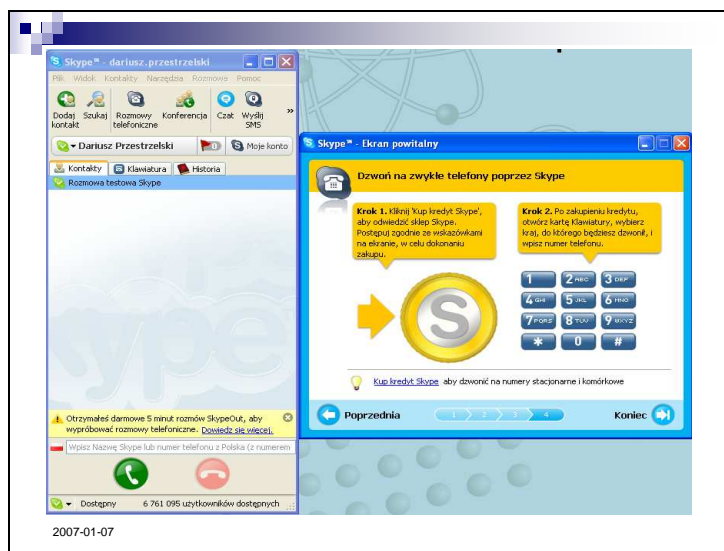 Skype™ - dariusz.przestrzelski
Plik Widok Kontakty Narzędzia Rozmowy Pomoc
Dodaj kontakt
Szukaj
Rozmowy telefoniczne
Konferencja
Czat
Wyślij SMS
»
Dariusz Przestrzelski
0
Moje konto
Kontakty
Klawiatura
Historia
Rozmowa testowa Skype
Otrzymałeś darmowe 5 minut rozmów SkypeOut, aby
wypróbować rozmowy telefoniczne. Dowiedz się więcej.
Wpisz Nazwę Skype lub numer telefonu z Polska (z numerem
Dostępny
6 761 095 użytkowników dostępnych
Skype™ - Ekran powitalny
Dzwoń na zwykłe telefony poprzez Skype
Krok 1. Kliknij 'Kup kredyt Skype',
aby odwiedzić sklep Skype.
Postępuj zgodnie ze wskazówkami
na ekranie, w celu dokonaniu
zakupu.
Krok 2. Po zakupieniu kredytu,
otwórz kartę Klawiatury, wybierz
kraj, do którego będziesz dzwonił, i
wpisz numer telefonu.
S
1 2 ABC 3 DEF
4 GHI 5 JKL 6 MNO
7 PQRS 8 TUV 9 WXYZ
* 0 #
Kup kredyt Skype aby dzwonić na numery stacjonarne i komórkowe
Poprzednia
1 2 3 4
Koniec
2007-01-07